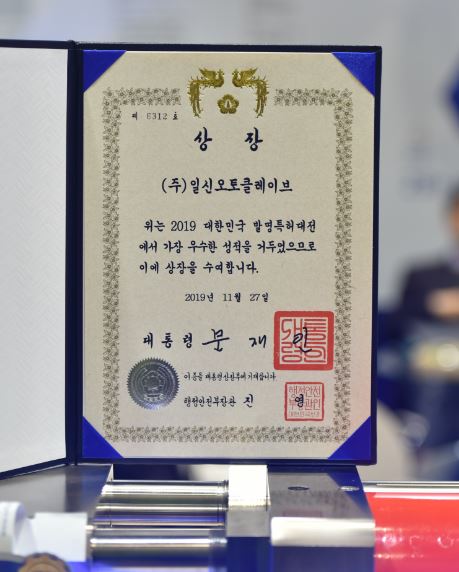 제 6312 호
상 장
(주)일신오토클레이브
위는 2019 대한민국 발명특허대전
에서 가장 우수한 성적을 거두었으므로
이에 상장을 수여합니다.
2019년 11월 27일
대통령 문 재 인
이 증을 대통령상장부에 기재합니다
행정안전부장관 진 영